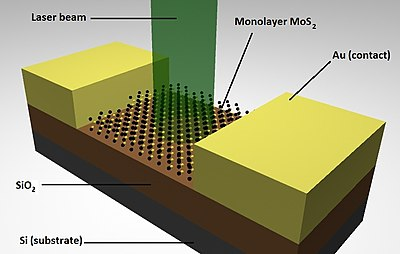 Laser beam
Monolayer MoS₂
Au (contact)
SiO₂
Si (substrate)